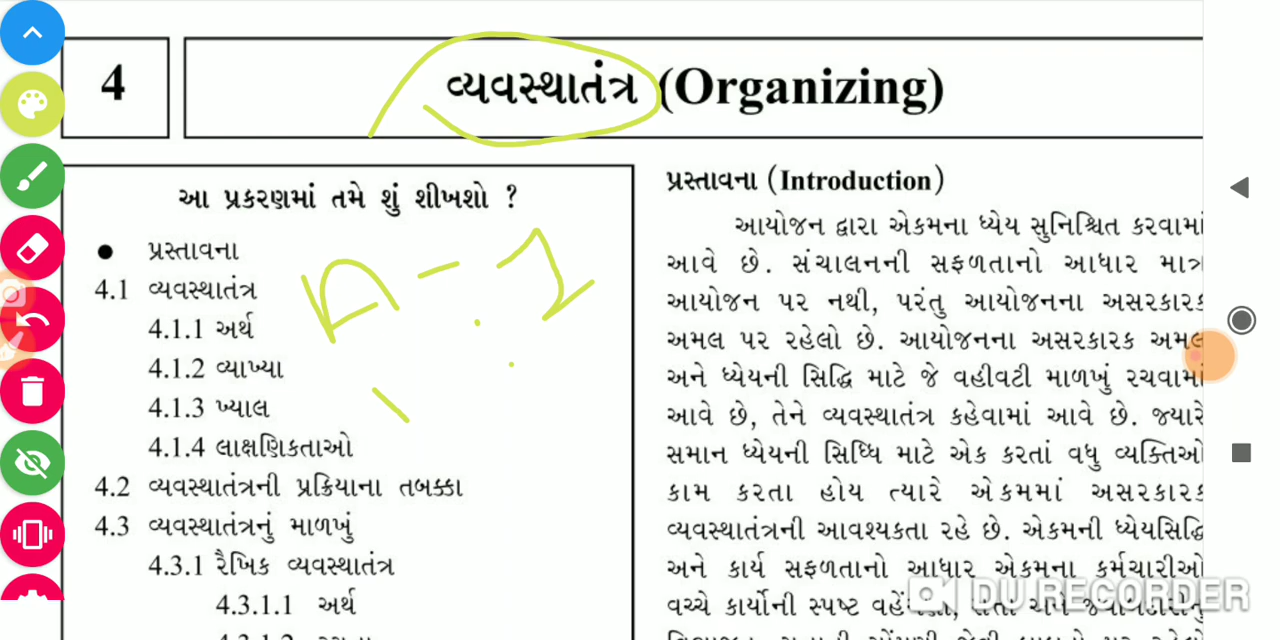 4
વ્યવસ્થાતંત્ર (Organizing)
આ પ્રકરણમાં તમે શું શીખશો ?
● પ્રસ્તાવના
4.1 વ્યવસ્થાતંત્ર
4.1.1 અર્થ
4.1.2 વ્યાખ્યા
4.1.3 ખ્યાલ
4.1.4 લાક્ષણિકતાઓ
4.2 વ્યવસ્થાતંત્રની પ્રક્રિયાના તબક્કા
4.3 વ્યવસ્થાતંત્રનું માળખું
4.3.1 રૈખિક વ્યવસ્થાતંત્ર
4.3.1.1 અર્થ
પ્રસ્તાવના (Introduction)
આયોજન દ્વારા એકમના ધ્યેય સુનિશ્ચિત કરવામાં
આવે છે. સંચાલનની સફળતાનો આધાર માત્ર
આયોજન પર નથી, પરંતુ આયોજનના અસરકારક
અમલ પર રહેલો છે. આયોજનના અસરકારક અમલ
અને ધ્યેયની સિદ્ધિ માટે જે વહીવટી માળખું રચવામાં
આવે છે, તેને વ્યવસ્થાતંત્ર કહેવામાં આવે છે. જ્યારે
સમાન ધ્યેયની સિધ્ધિ માટે એક કરતાં વધુ વ્યક્તિઓ
કામ કરતા હોય ત્યારે એકમમાં અસરકારક
વ્યવસ્થાતંત્રની આવશ્યકતા રહે છે. એકમની ધ્યેયસિદ્ધિ
અને કાર્ય સફળતાનો આધાર એકમના કર્મચારીઓ
વચ્ચે કાર્યોની સ્પષ્ટ
DU RECORDER